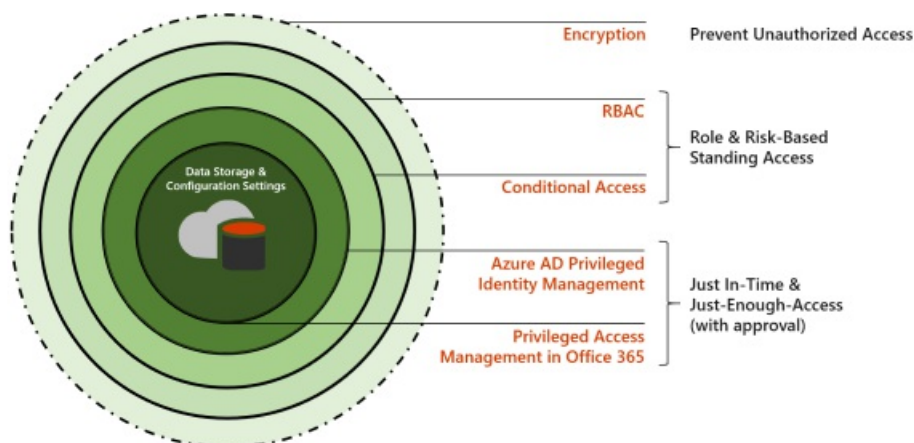 Encryption
Prevent Unauthorized Access
RBAC
Role & Risk-Based
Standing Access
Data Storage &
Configuration Settings
Conditional Access
Azure AD Privileged
Identity Management
Just In-Time &
Just-Enough-Access
(with approval)
Privileged Access
Management in Office 365